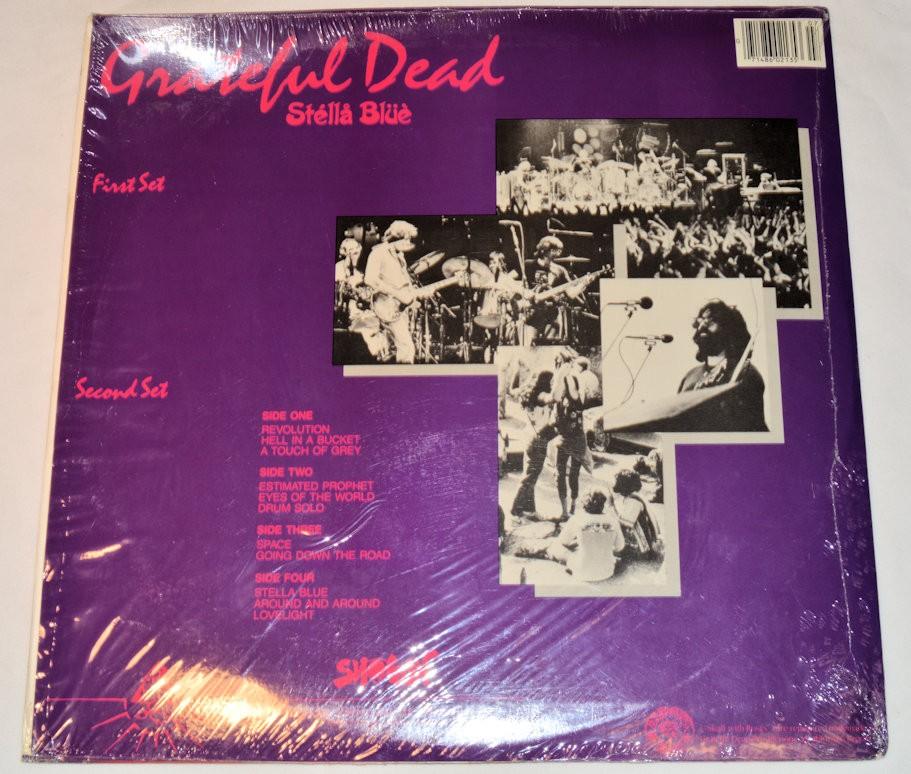 Grateful Dead
Stéllå Blüè
First Set
Second Set
SIDE ONE
REVOLUTION
HELL IN A BUCKET
A TOUCH OF GREY
SIDE TWO
ESTIMATED PROPHET
EYES OF THE WORLD
DRUM SOLO
SIDE THREE
SPACE
GOING DOWN THE ROAD
SIDE FOUR
STELLA BLUE
AROUND AND AROUND
LOVELIGHT